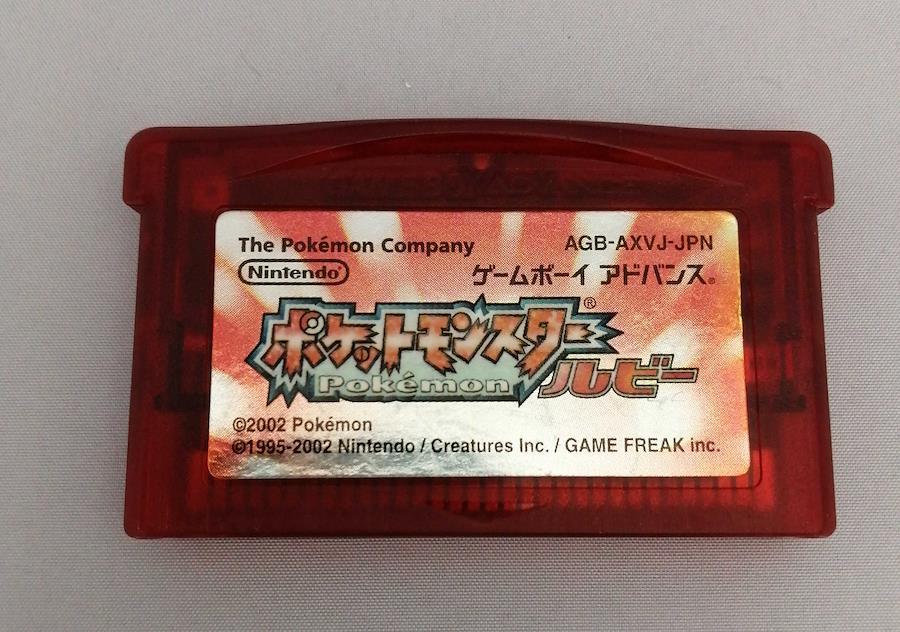 The Pokémon Company AGB-AXVJ-JPN
Nintendo® ゲームボーイ アドバンス®
ポケットモンスター®
Pokémon ルビー
©2002 Pokémon
©1995-2002 Nintendo / Creatures Inc. / GAME FREAK inc.